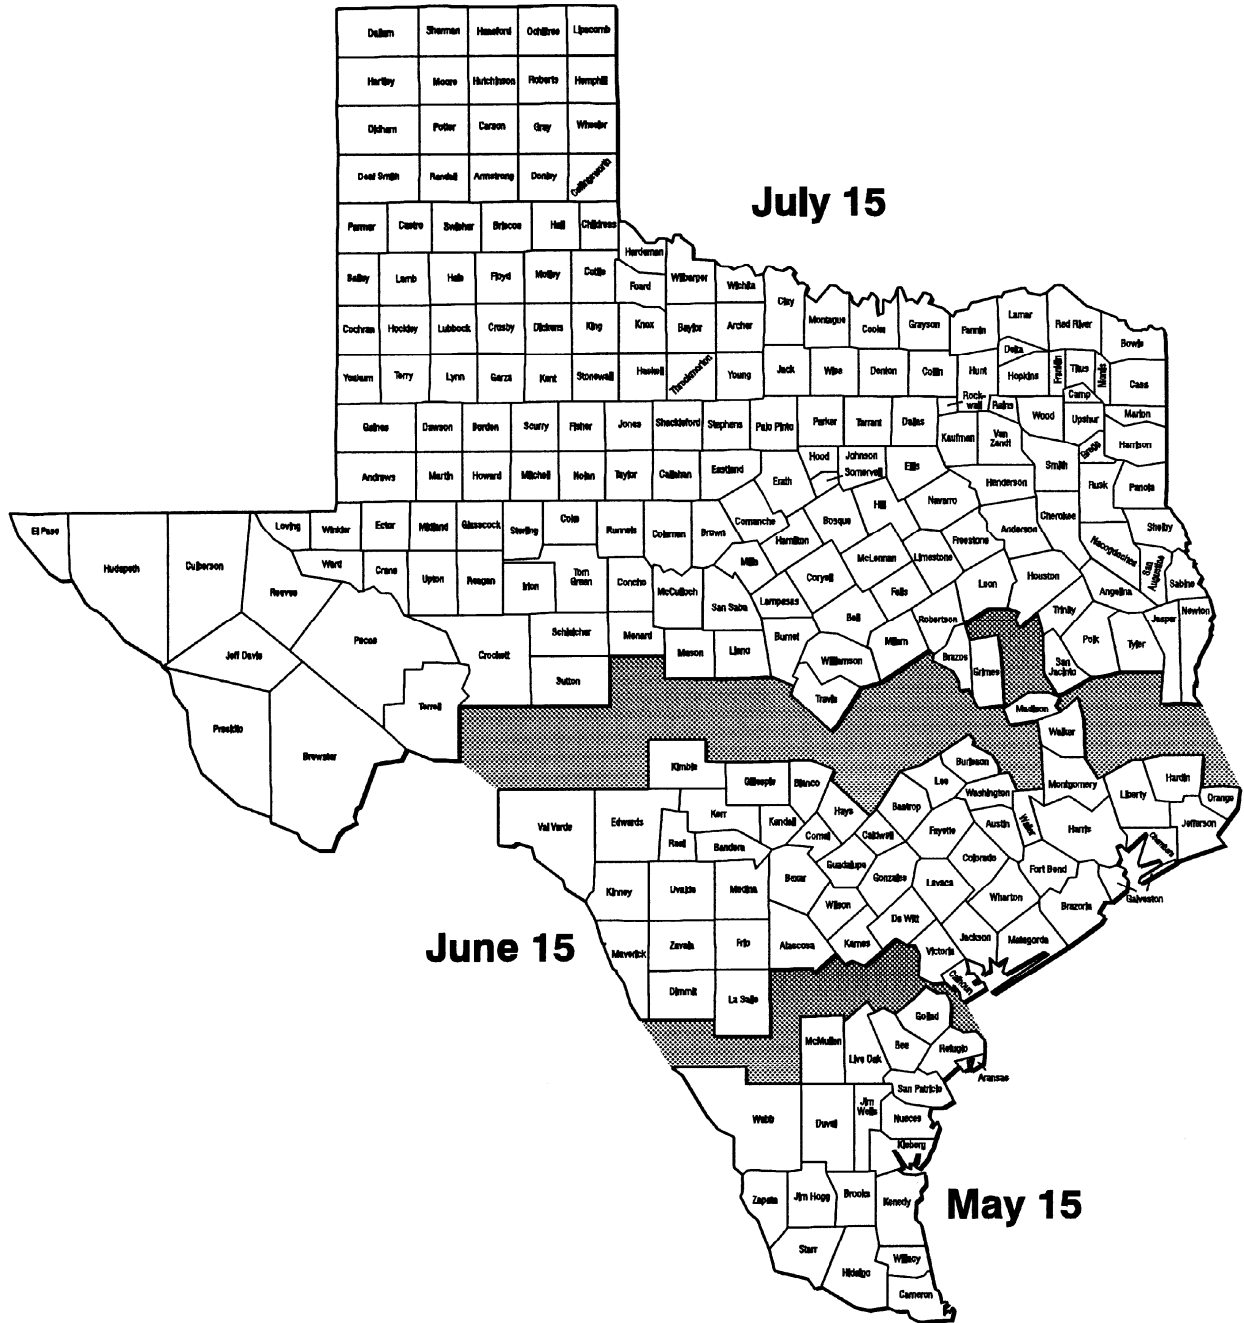 Dallam Sherman Hansford Ochiltree Lipscomb
Hartley Moore Hutchinson Roberts Hemphill
Oldham Potter Carson Gray Wheeler
Deaf Smith Randall Armstrong Donley Collingsworth
July 15
Parmer Castro Swisher Briscoe Hall Childress
Hardeman
Bailey Lamb Hale Floyd Motley Cottle Foard Wilbarger Wichita
Clay Montague Cooke Grayson Fannin Lamar Red River Bowie
Cochran Hockley Lubbock Crosby Dickens King Knox Baylor Archer
Delta
Yoakum Terry Lynn Garza Kent Stonewall Haskell Throckmorton Young Jack Wise Denton Collin Hunt Hopkins Franklin Titus Morris Cass
Camp
Rock-
wall Rains Wood Upshur Marion
Gaines Dawson Borden Scurry Fisher Jones Shackleford Stephens Palo Pinto Parker Tarrant Dallas Kaufman Van
Zandt
Gregg Harrison
Andrews Martin Howard Mitchell Nolan Taylor Callahan Eastland Erath Hood Johnson
Somervell Ellis Henderson Smith Rusk Panola
El Paso Hudspeth Culberson Loving Winkler Ector Midland Glasscock Sterling Coke Runnels Coleman Brown Comanche Hamilton Bosque Hill Navarro Freestone Anderson Cherokee Nacogdoches Shelby
San
Augustine Sabine
Reeves Ward Crane Upton Reagan Irion Tom
Green Concho McCulloch San Saba Mills Lampasas Coryell McLennan Limestone Falls Leon Houston Angelina
Trinity Polk Tyler Jasper Newton
Jeff Davis Pecos Crockett Schleicher Menard Mason Llano Burnet Bell Milam Robertson Brazos Grimes San
Jacinto
Williamson Travis Madison Walker
Presidio Brewster Terrell Sutton
Kimble Gillespie Blanco Burleson Lee Washington Montgomery Liberty Hardin Orange
Val Verde Edwards Kerr Real Bandera Kendall Hays Comal Caldwell Bastrop Fayette Austin Waller Harris Chambers Jefferson
Kinney Uvalde Medina Bexar Guadalupe Gonzales Lavaca Colorado Wharton Fort Bend Brazoria Galveston
Wilson De Witt
June 15
Maverick Zavala Frio Atascosa Karnes Victoria Jackson Matagorda
Dimmit La Salle Calhoun
McMullen Live Oak Bee Goliad Refugio
Aransas
San Patricio
Webb Duval Jim
Wells Nueces
Kleberg
May 15
Zapata Jim Hogg Brooks Kenedy
Starr Hidalgo Willacy
Cameron